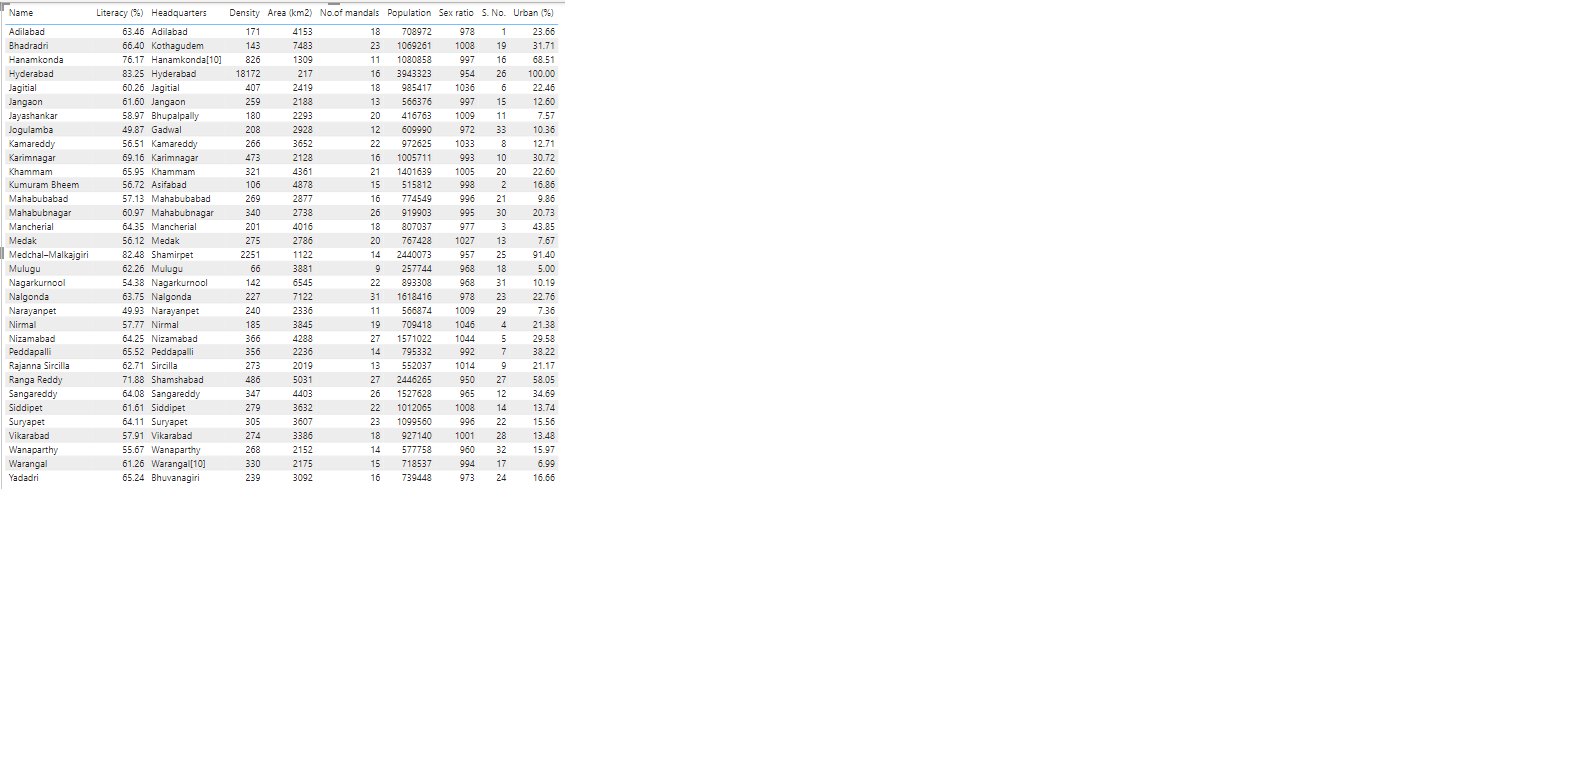 Name Literacy (%) Headquarters Density Area (km2) No.of mandals Population Sex ratio S. No. Urban (%)
Adilabad 63.46 Adilabad 171 4153 18 708972 978 1 23.66
Bhadradri 66.40 Kothagudem 143 7483 23 1069261 1008 19 31.71
Hanamkonda 76.17 Hanamkonda[10] 826 1309 11 1080858 997 16 68.51
Hyderabad 83.25 Hyderabad 18172 217 16 3943323 954 26 100.00
Jagitial 60.26 Jagitial 407 2419 18 985417 1036 6 22.46
Jangaon 61.60 Jangaon 259 2188 13 566376 997 15 12.60
Jayashankar 58.97 Bhupalpally 180 2293 20 416763 1009 11 7.57
Jogulamba 49.87 Gadwal 208 2928 12 609990 972 33 10.36
Kamareddy 56.51 Kamareddy 266 3652 22 972625 1033 8 12.71
Karimnagar 69.16 Karimnagar 473 2128 16 1005711 993 10 30.72
Khammam 65.95 Khammam 321 4361 21 1401639 1005 20 22.60
Kumuram Bheem 56.72 Asifabad 106 4878 15 515812 998 2 16.86
Mahabubabad 57.13 Mahabubabad 269 2877 16 774549 996 21 9.86
Mahabubnagar 60.97 Mahabubnagar 340 2738 26 919903 995 30 20.73
Mancherial 64.35 Mancherial 201 4016 18 807037 977 3 43.85
Medak 56.12 Medak 275 2786 20 767428 1027 13 7.67
Medchal–Malkajgiri 82.48 Shamirpet 2251 1122 14 2440073 957 25 91.40
Mulugu 62.26 Mulugu 66 3881 9 257744 968 18 5.00
Nagarkurnool 54.38 Nagarkurnool 142 6545 22 893308 968 31 10.19
Nalgonda 63.75 Nalgonda 227 7122 31 1618416 978 23 22.76
Narayanpet 49.93 Narayanpet 240 2336 11 566874 1009 29 7.36
Nirmal 57.77 Nirmal 185 3845 19 709418 1046 4 21.38
Nizamabad 64.25 Nizamabad 366 4288 27 1571022 1044 5 29.58
Peddapalli 65.52 Peddapalli 356 2236 14 795332 992 7 38.22
Rajanna Sircilla 62.71 Sircilla 273 2019 13 552037 1014 9 21.17
Ranga Reddy 71.88 Shamshabad 486 5031 27 2446265 950 27 58.05
Sangareddy 64.08 Sangareddy 347 4403 26 1527628 965 12 34.69
Siddipet 61.61 Siddipet 279 3632 22 1012065 1008 14 13.74
Suryapet 64.11 Suryapet 305 3607 23 1099560 996 22 15.56
Vikarabad 57.91 Vikarabad 274 3386 18 927140 1001 28 13.48
Wanaparthy 55.67 Wanaparthy 268 2152 14 577758 960 32 15.97
Warangal 61.26 Warangal[10] 330 2175 15 718537 994 17 6.99
Yadadri 65.24 Bhuvanagiri 239 3092 16 739448 973 24 16.66